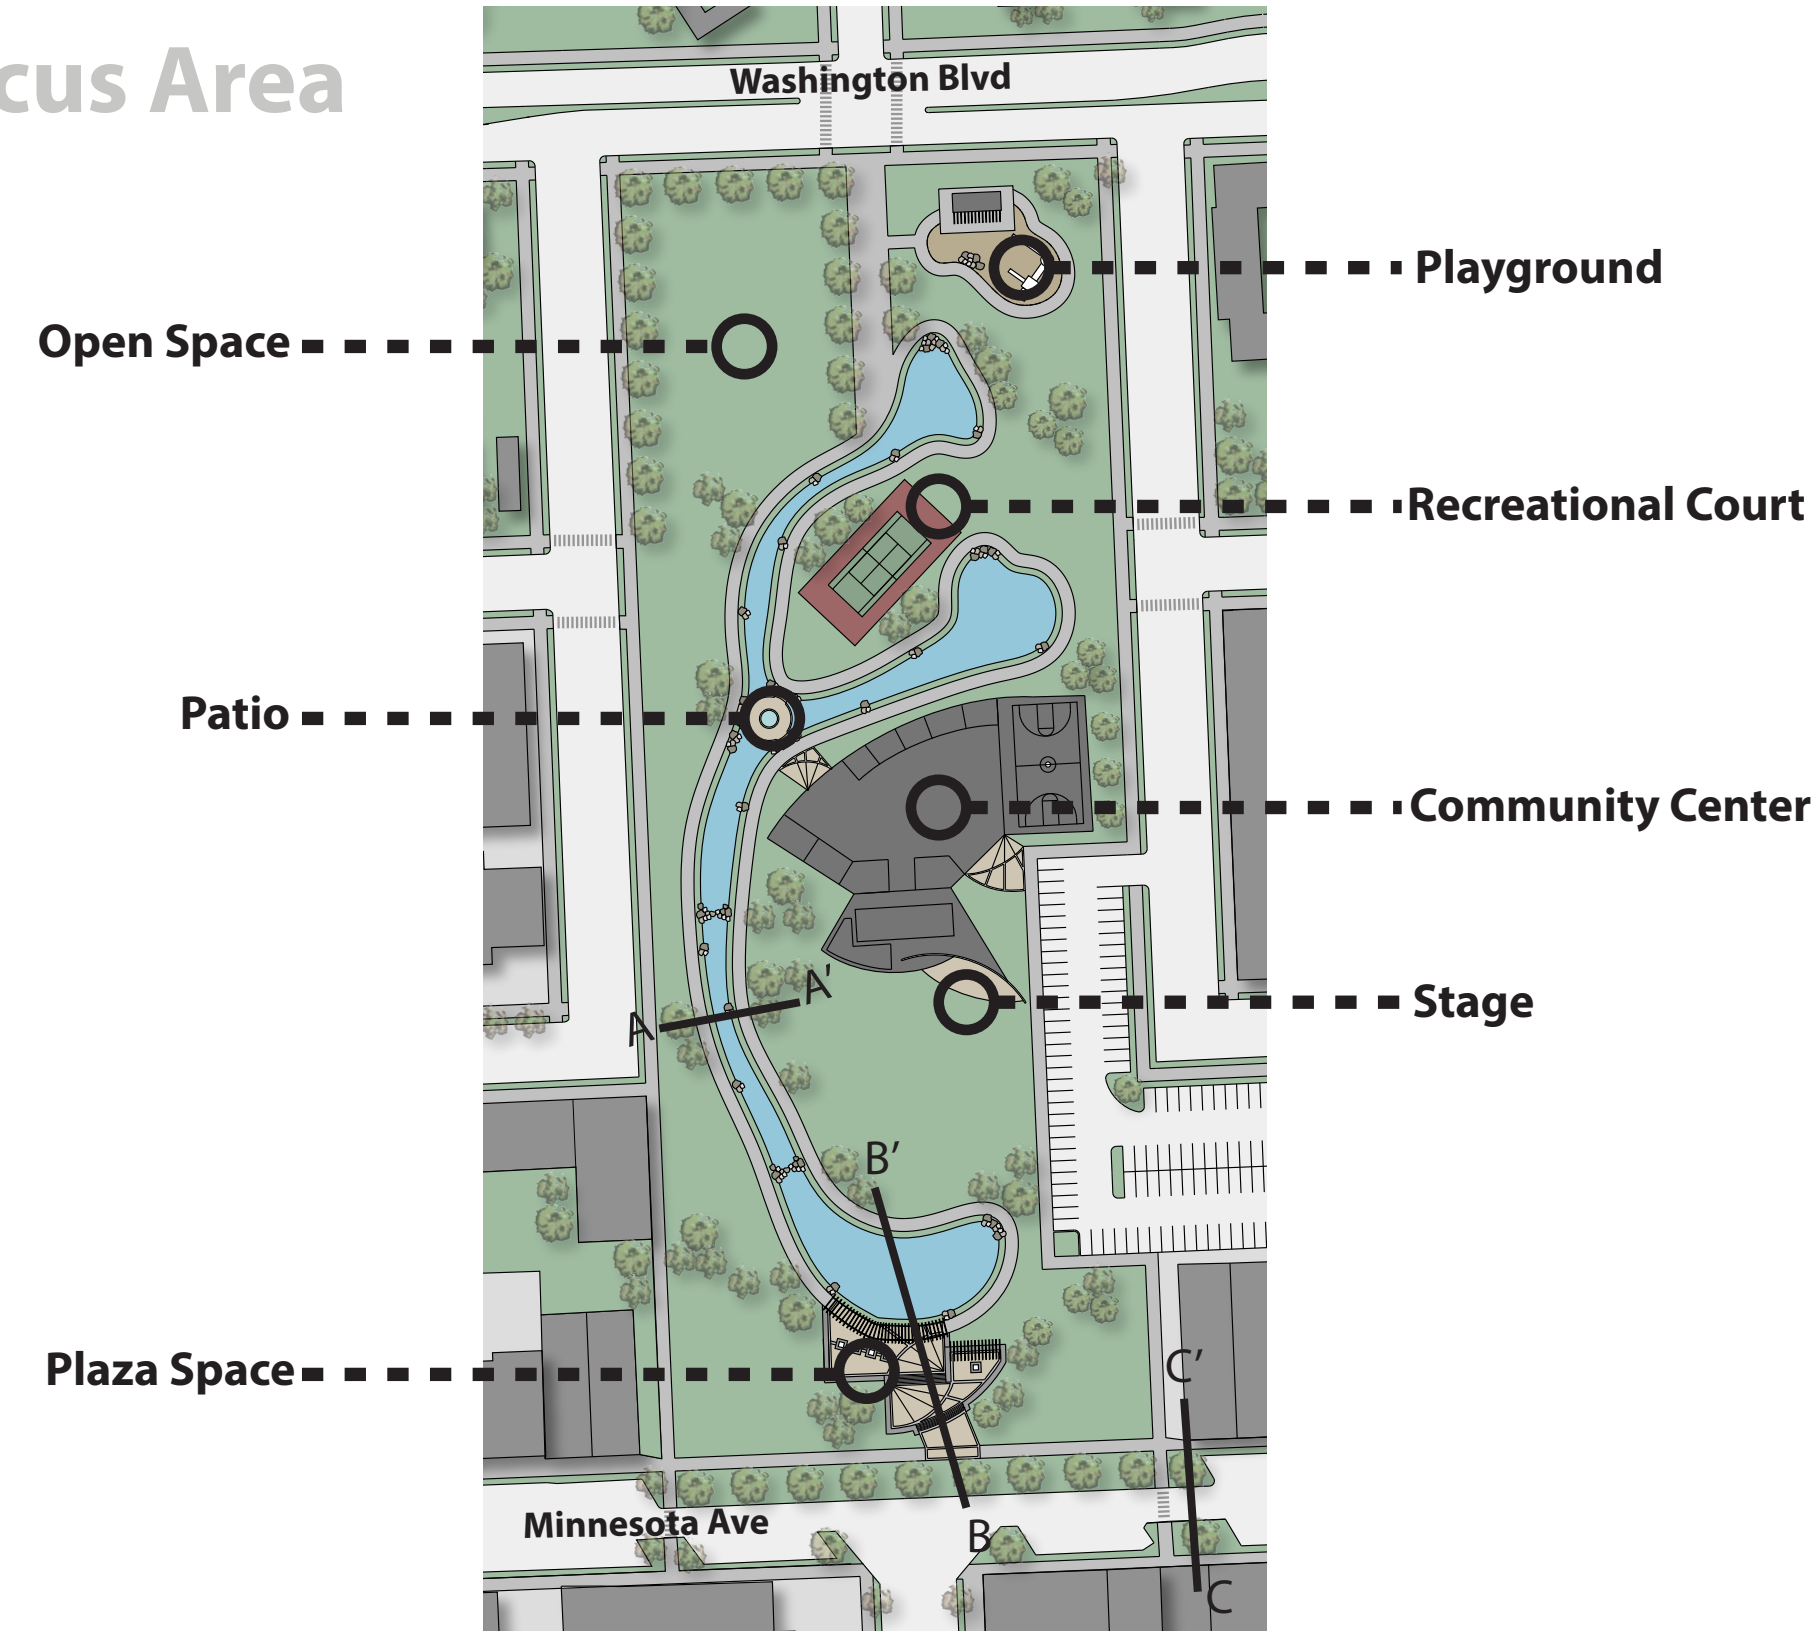 cus Area
Washington Blvd
Playground
Open Space
Recreational Court
Patio
Community Center
A'
Stage
A
B'
C'
Plaza Space
Minnesota Ave
B
C